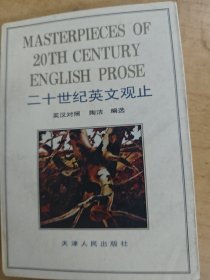 MASTERPIECES OF
20TH CENTURY
ENGLISH PROSE
二十世纪英文观止
英汉对照 陶洁 编选
天津人民出版社